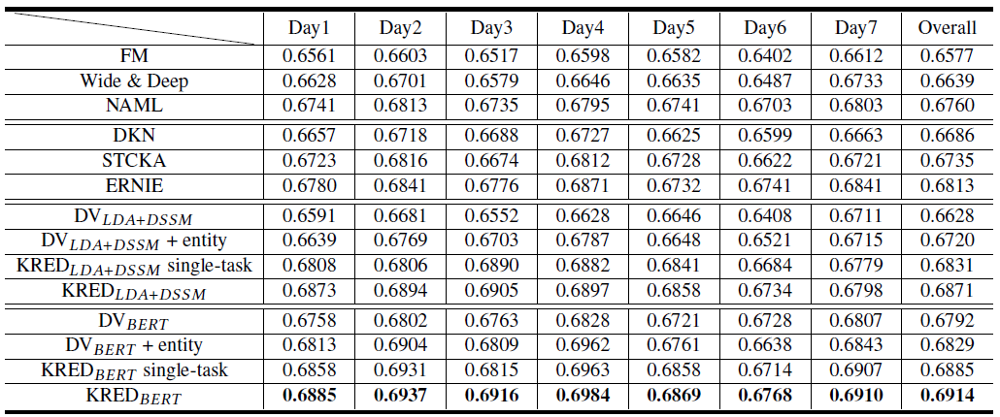 Day1 Day2 Day3 Day4 Day5 Day6 Day7 Overall
FM 0.6561 0.6603 0.6517 0.6598 0.6582 0.6402 0.6612 0.6577
Wide & Deep 0.6628 0.6701 0.6579 0.6646 0.6635 0.6487 0.6733 0.6639
NAML 0.6741 0.6813 0.6735 0.6795 0.6741 0.6703 0.6803 0.6760
DKN 0.6657 0.6718 0.6688 0.6727 0.6625 0.6599 0.6663 0.6686
STCKA 0.6723 0.6816 0.6674 0.6812 0.6728 0.6622 0.6721 0.6735
ERNIE 0.6780 0.6841 0.6776 0.6871 0.6732 0.6741 0.6841 0.6813
DV LDA+DSSM 0.6591 0.6681 0.6552 0.6628 0.6646 0.6408 0.6711 0.6628
DV LDA+DSSM + entity 0.6639 0.6769 0.6703 0.6787 0.6648 0.6521 0.6715 0.6720
KRED LDA+DSSM single-task 0.6808 0.6806 0.6890 0.6882 0.6841 0.6684 0.6779 0.6831
KRED LDA+DSSM 0.6873 0.6894 0.6905 0.6897 0.6858 0.6734 0.6798 0.6871
DV BERT 0.6758 0.6802 0.6763 0.6828 0.6721 0.6728 0.6807 0.6792
DV BERT + entity 0.6813 0.6904 0.6809 0.6962 0.6761 0.6638 0.6843 0.6829
KRED BERT single-task 0.6858 0.6931 0.6815 0.6963 0.6858 0.6714 0.6907 0.6885
KRED BERT 0.6885 0.6937 0.6916 0.6984 0.6869 0.6768 0.6910 0.6914